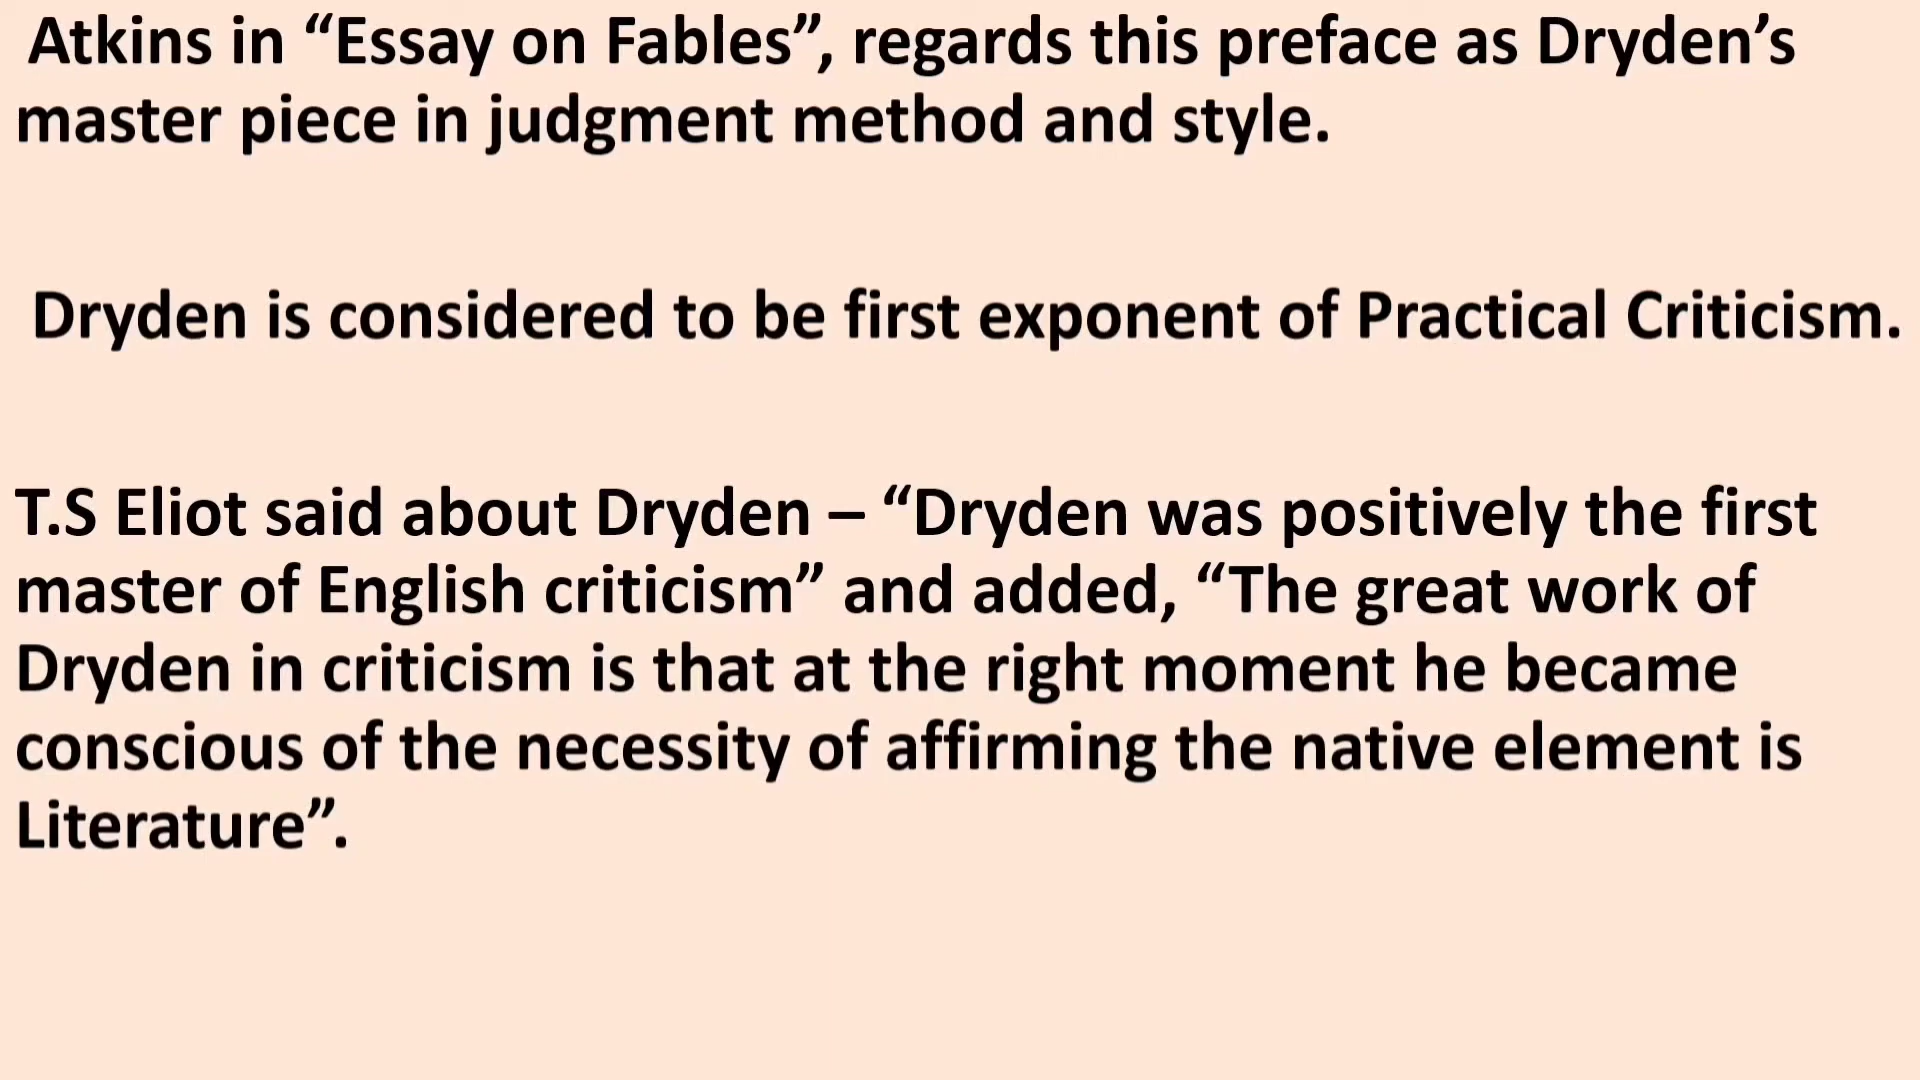 Atkins in “Essay on Fables”, regards this preface as Dryden’s
master piece in judgment method and style.
Dryden is considered to be first exponent of Practical Criticism.
T.S Eliot said about Dryden – “Dryden was positively the first
master of English criticism” and added, “The great work of
Dryden in criticism is that at the right moment he became
conscious of the necessity of affirming the native element is
Literature”.